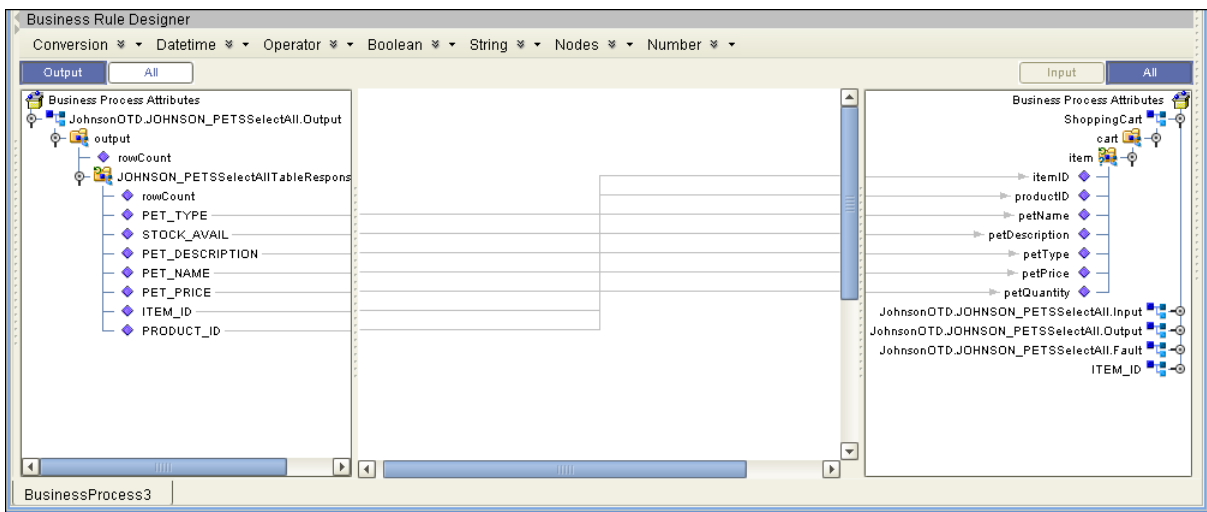 Business Rule Designer
Conversion Datetime Operator Boolean String Nodes Number
Output All Input All
Business Process Attributes
JohnsonOTD.JOHNSON_PETSSelectAll.Output
output
rowCount
JOHNSON_PETSSelectAllTableRespons
rowCount
PET_TYPE
STOCK_AVAIL
PET_DESCRIPTION
PET_NAME
PET_PRICE
ITEM_ID
PRODUCT_ID
Business Process Attributes
ShoppingCart
cart
item
itemID
productID
petName
petDescription
petType
petPrice
petQuantity
JohnsonOTD.JOHNSON_PETSSelectAll.Input
JohnsonOTD.JOHNSON_PETSSelectAll.Output
JohnsonOTD.JOHNSON_PETSSelectAll.Fault
ITEM_ID
BusinessProcess3